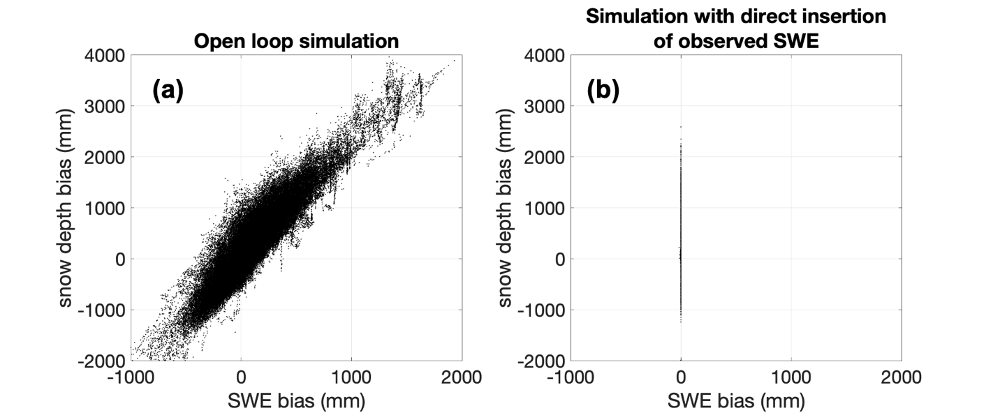 Open loop simulation
(a)
4000
3000
2000
1000
0
-1000
-2000
snow depth bias (mm)
-1000 0 1000 2000
SWE bias (mm)
Simulation with direct insertion
of observed SWE
(b)
4000
3000
2000
1000
0
-1000
-2000
snow depth bias (mm)
-1000 0 1000 2000
SWE bias (mm)